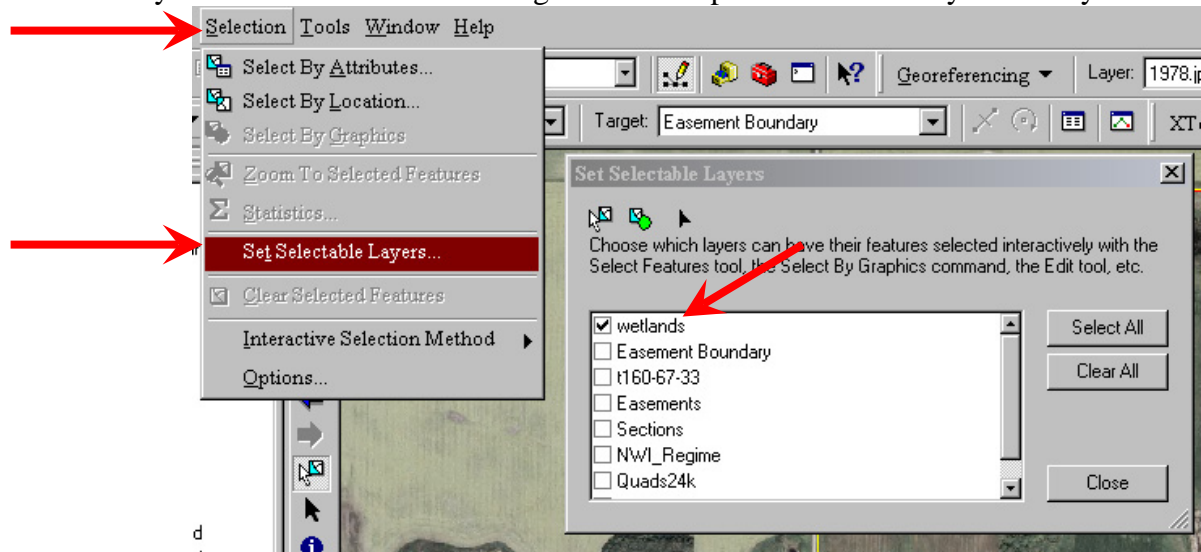 Selection Tools Window Help
Select By Attributes...
Select By Location...
Select By Graphics
Zoom To Selected Features
Statistics...
Set Selectable Layers...
Clear Selected Features
Interactive Selection Method
Options...
Georeferencing
Layer: 1978.jp
Target: Easement Boundary
XT
Set Selectable Layers
Choose which layers can have their features selected interactively with the
Select Features tool, the Select By Graphics command, the Edit tool, etc.
wetlands
Easement Boundary
t160-67-33
Easements
Sections
NWI_Regime
Quads24k
Select All
Clear All
Close
d